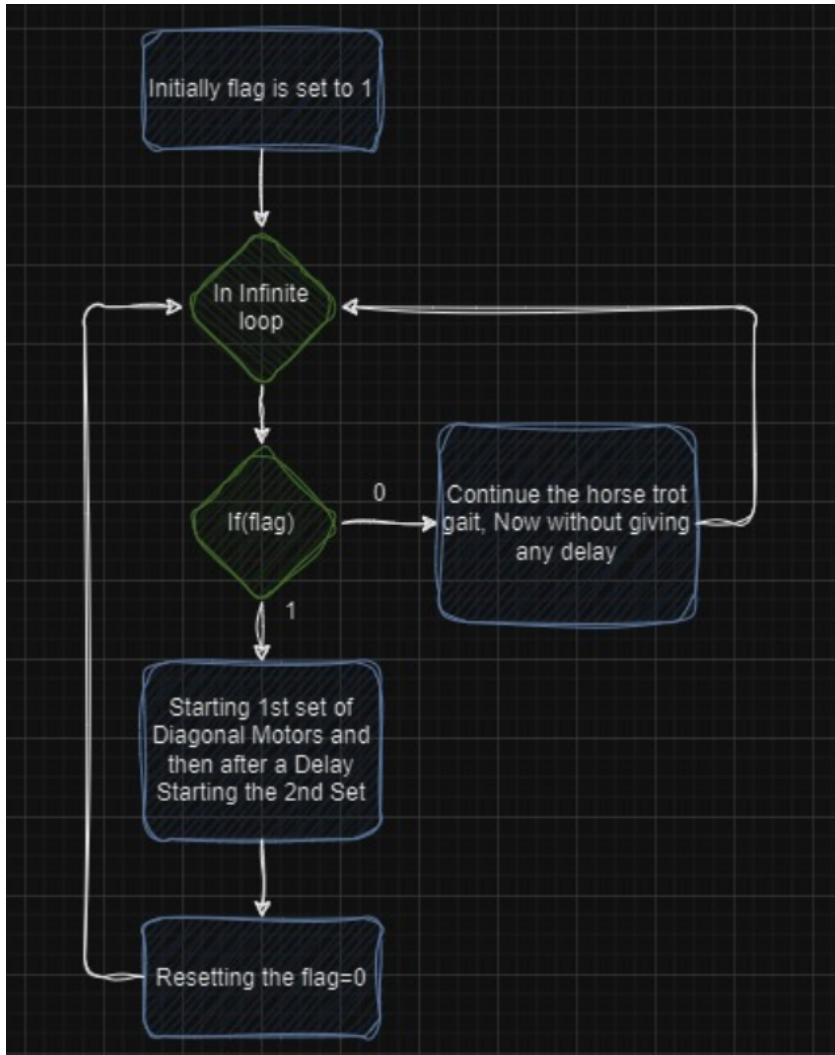 Initially flag is set to 1
In Infinite
loop
If(flag)
0
Continue the horse trot
gait, Now without giving
any delay
1
Starting 1st set of
Diagonal Motors and
then after a Delay
Starting the 2nd Set
Resetting the flag=0